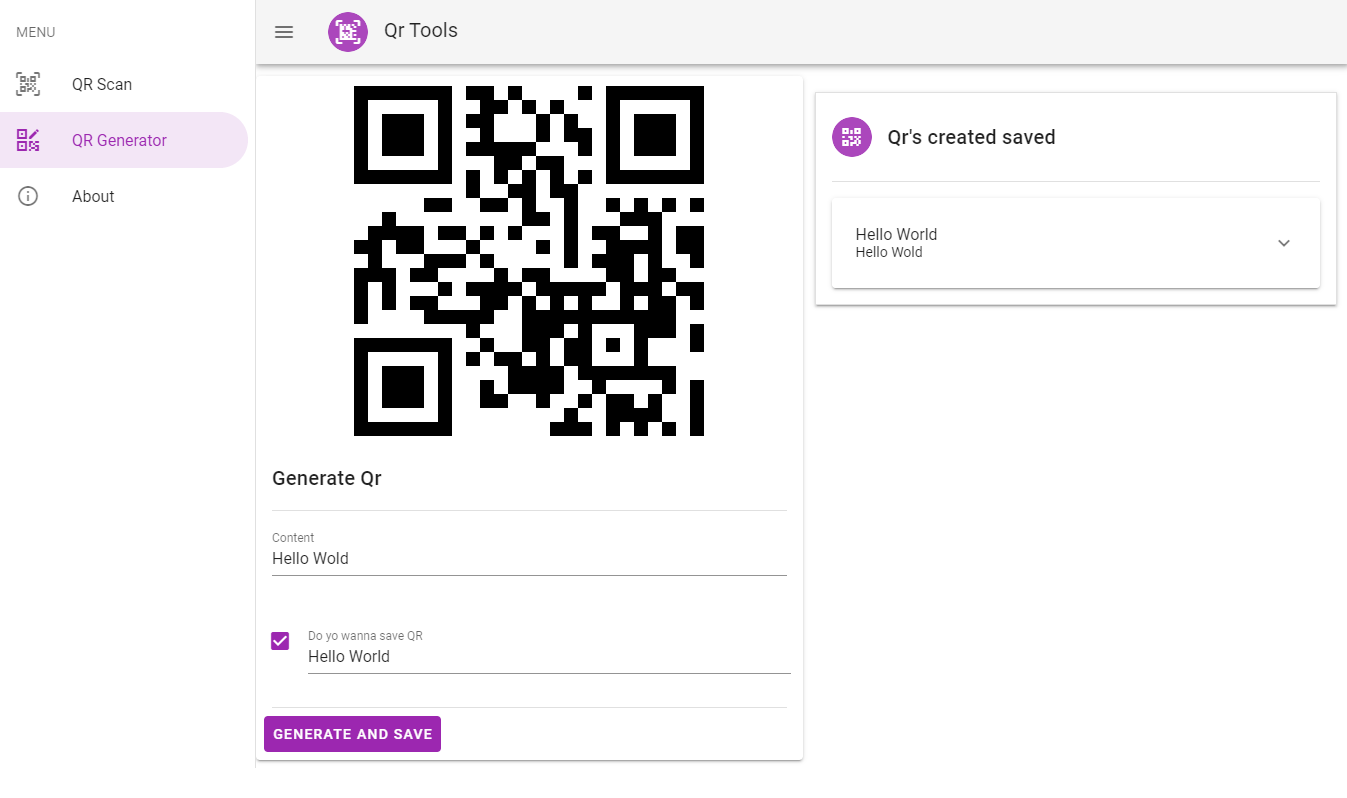 MENU
QR Scan
QR Generator
About
Qr Tools
Generate Qr
Content
Hello Wold
Do yo wanna save QR
Hello World
GENERATE AND SAVE
Qr's created saved
Hello World
Hello Wold